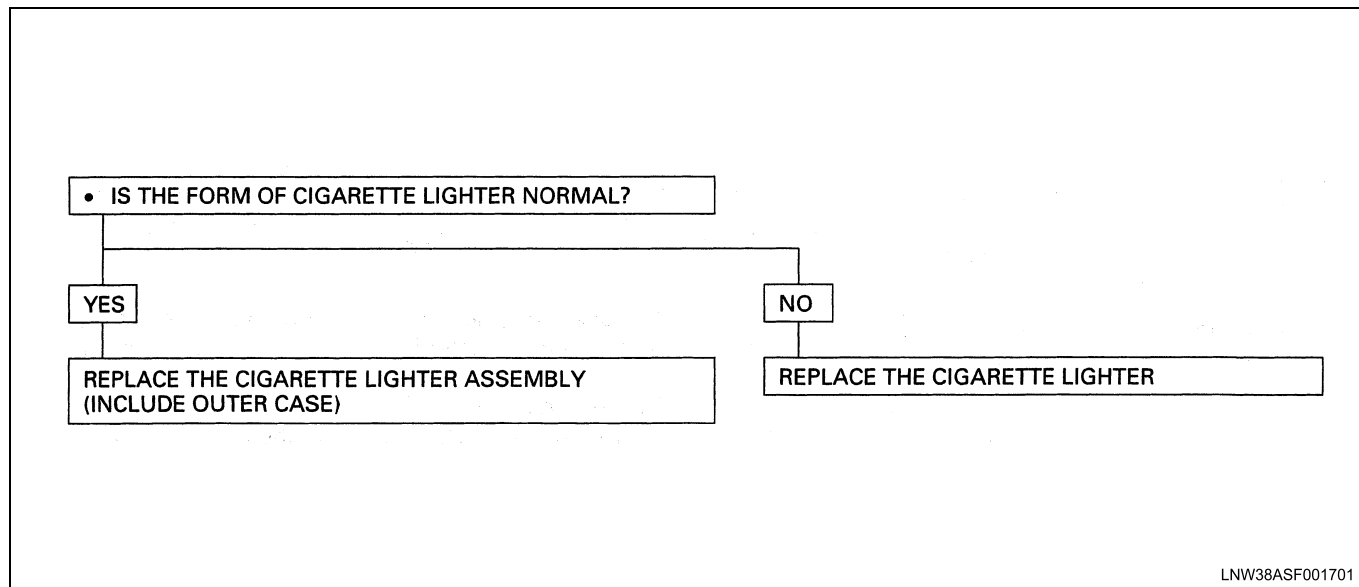 • IS THE FORM OF CIGARETTE LIGHTER NORMAL?
YES
NO
REPLACE THE CIGARETTE LIGHTER ASSEMBLY
(INCLUDE OUTER CASE)
REPLACE THE CIGARETTE LIGHTER
LNW38ASF001701